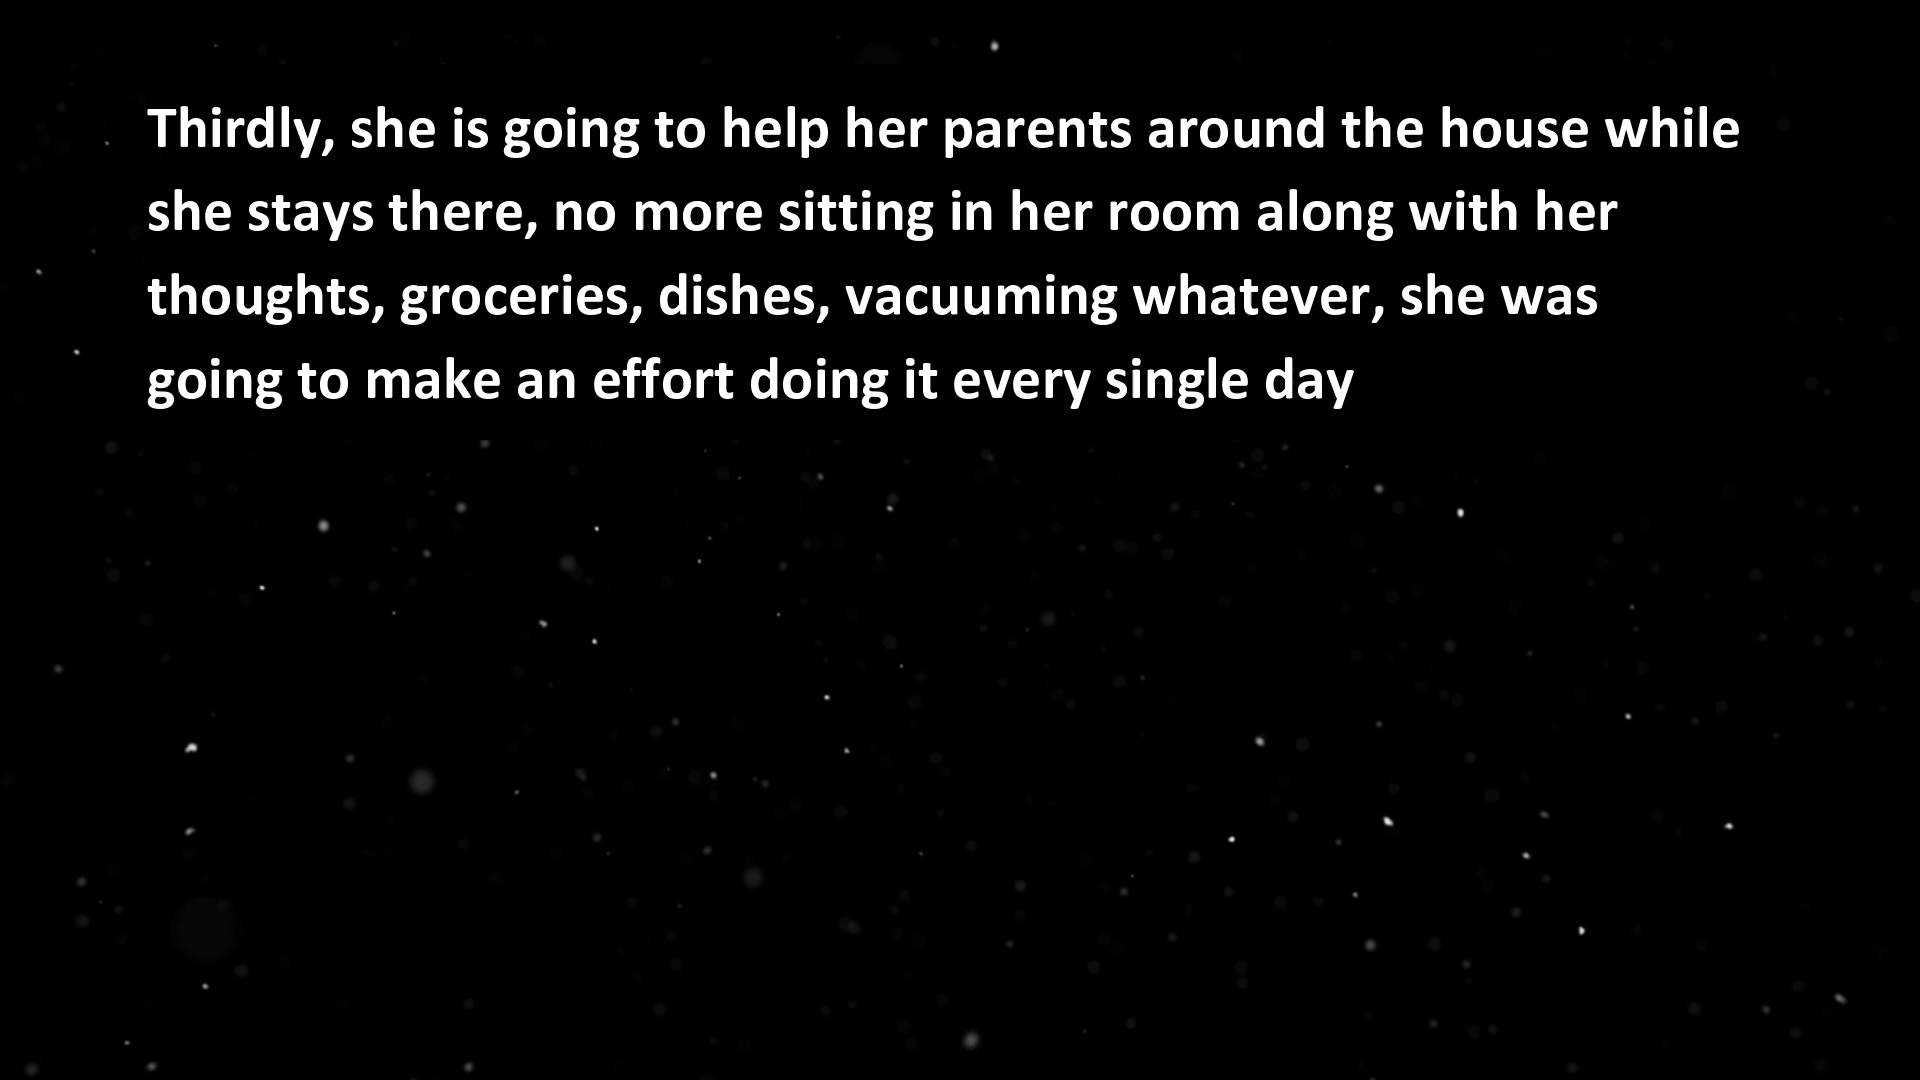 Thirdly, she is going to help her parents around the house while
she stays there, no more sitting in her room along with her
thoughts, groceries, dishes, vacuuming whatever, she was
going to make an effort doing it every single day